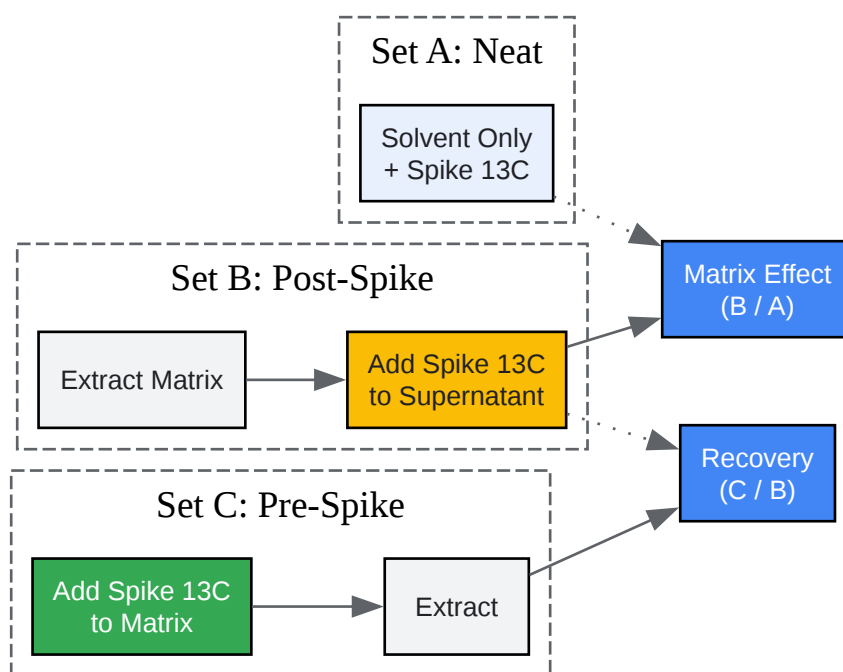 Set A: Neat
Solvent Only
+ Spike 13C
Matrix Effect
(B / A)
Set B: Post-Spike
Extract Matrix
Add Spike 13C
to Supernatant
Recovery
(C / B)
Set C: Pre-Spike
Add Spike 13C
to Matrix
Extract